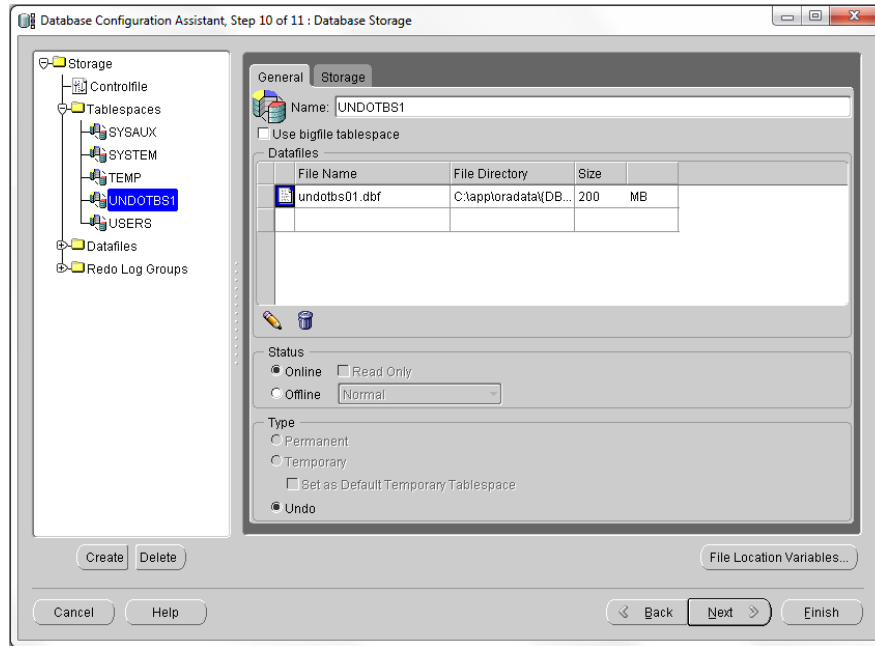 Database Configuration Assistant, Step 10 of 11 : Database Storage
Storage
Controlfile
Tablespaces
SYSAUX
SYSTEM
TEMP
UNDOTBS1
USERS
Datafiles
Redo Log Groups
General Storage
Name: UNDOTBS1
Use bigfile tablespace
Datafiles
File Name File Directory Size
undotbs01.dbf C:\app\oradata\{DB... 200 MB
Status
Online Read Only
Offline Normal
Type
Permanent
Temporary
Set as Default Temporary Tablespace
Undo
Create Delete File Location Variables...
Cancel Help Back Next Finish